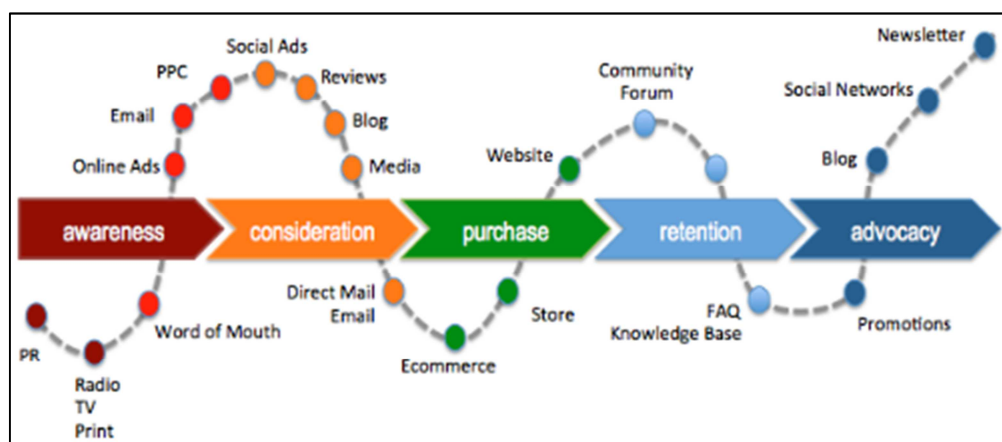 Newsletter
Social Ads
PPC
Reviews
Community
Forum
Social Networks
Email
Blog
Online Ads
Media
Website
Blog
awareness
consideration
purchase
retention
advocacy
Direct Mail
Email
Store
FAQ
Knowledge Base
Promotions
Word of Mouth
PR
Ecommerce
Radio
TV
Print